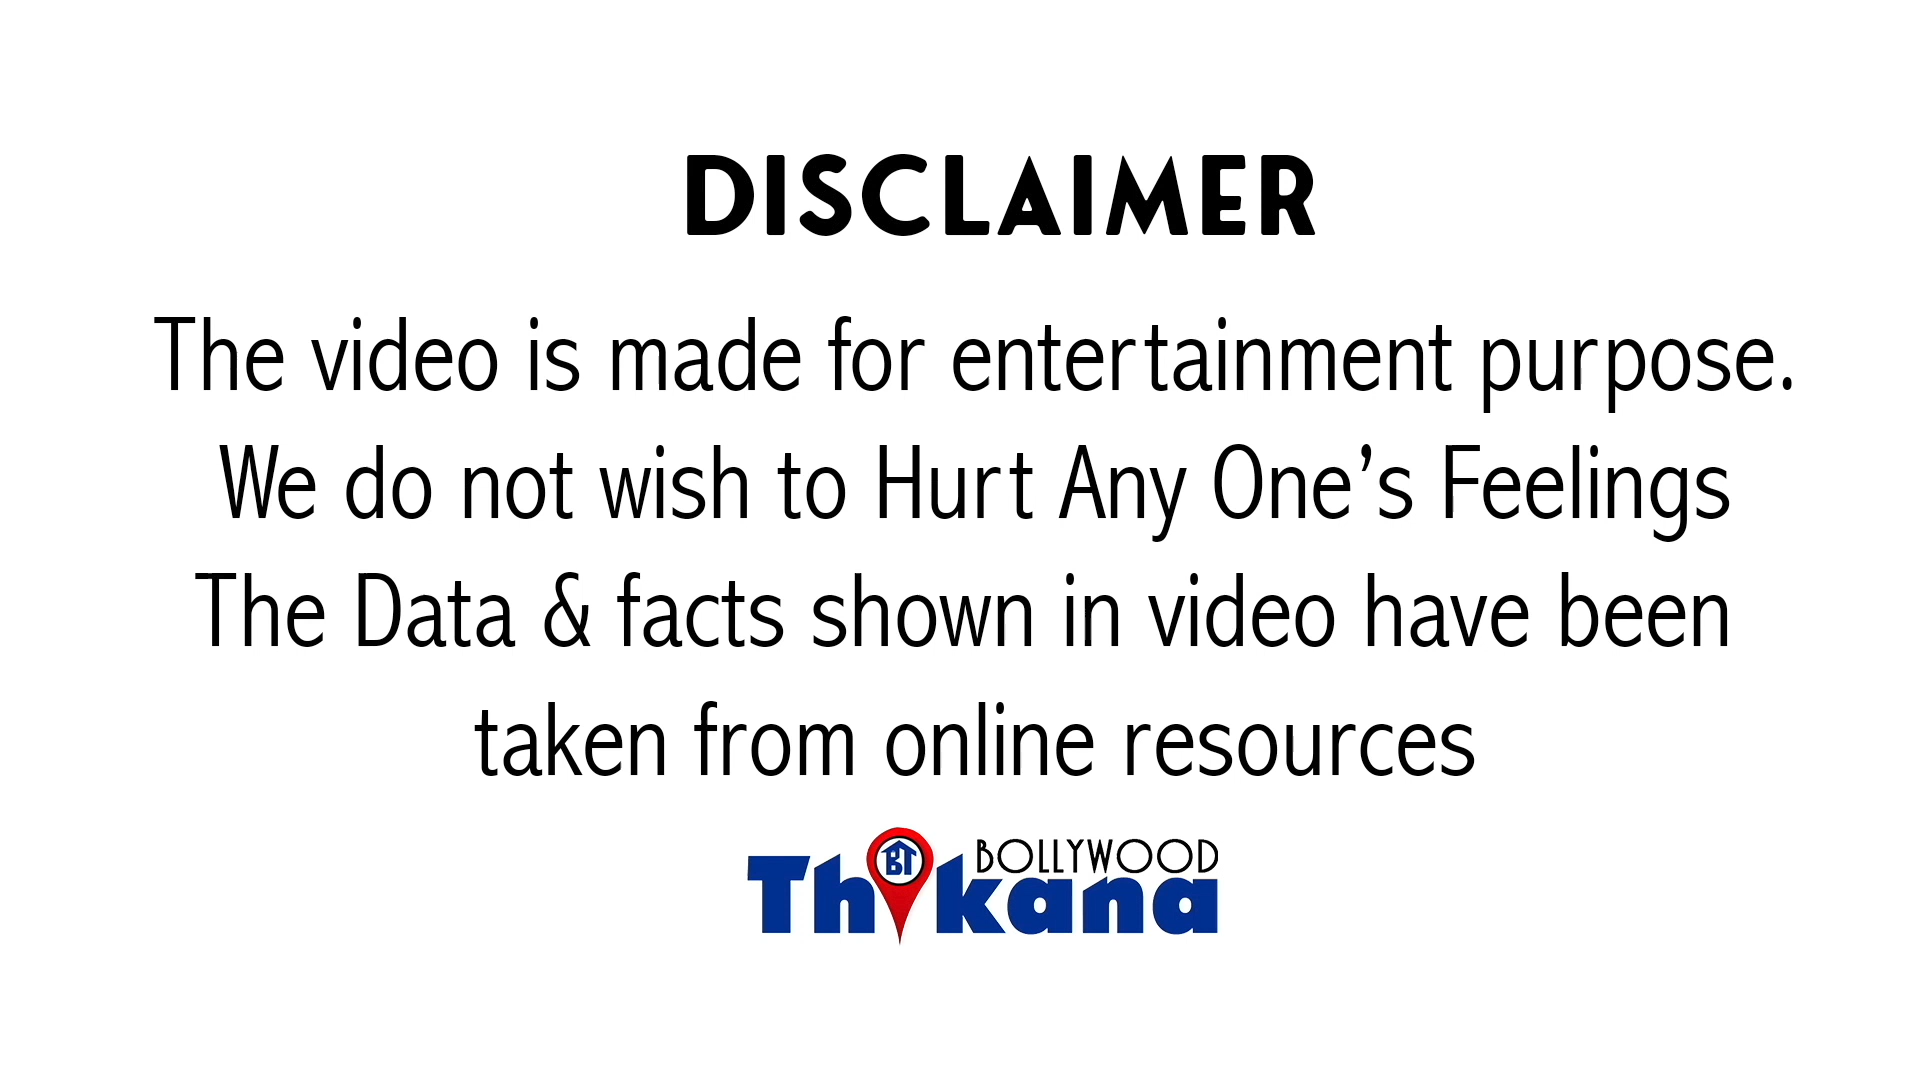 DISCLAIMER
The video is made for entertainment purpose.
We do not wish to Hurt Any One’s Feelings
The Data & facts shown in video have been
taken from online resources
BT
BOLLYWOOD
Thikana